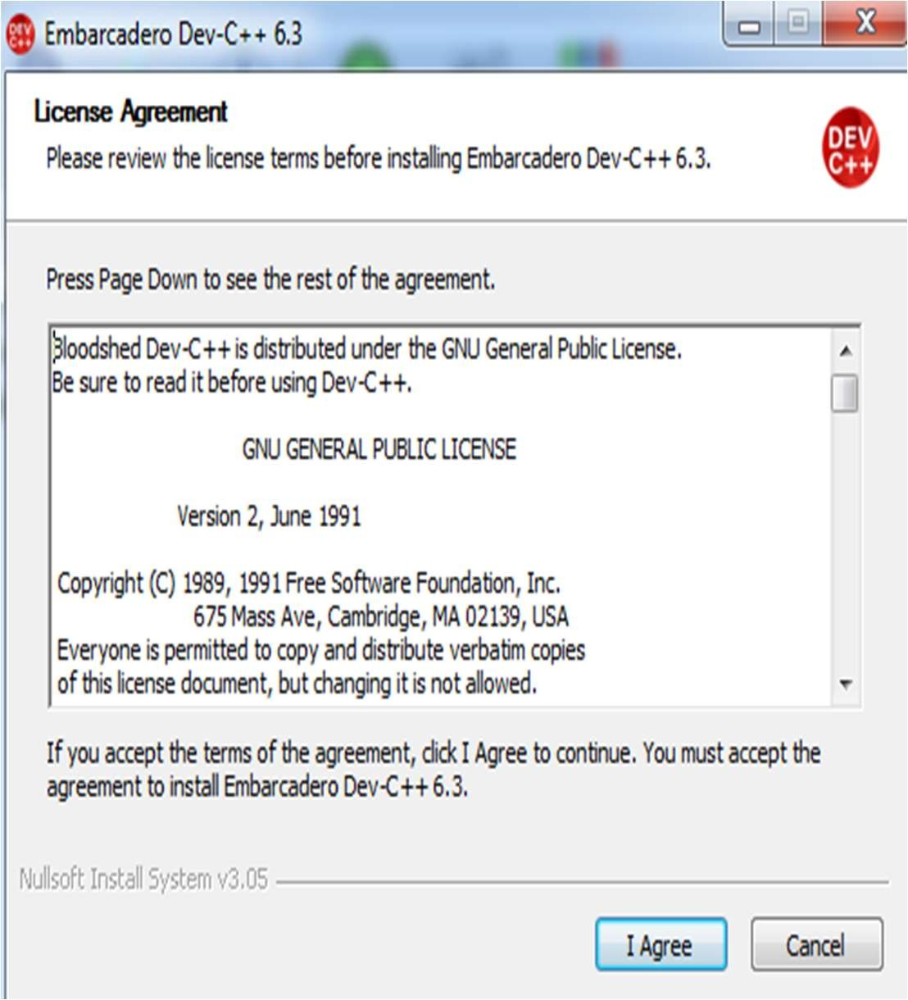 DEV C++
Embarcadero Dev-C++ 6.3
X
License Agreement
Please review the license terms before installing Embarcadero Dev-C++ 6.3.
DEV
C++
Press Page Down to see the rest of the agreement.
Bloodshed Dev-C++ is distributed under the GNU General Public License.
Be sure to read it before using Dev-C++.
GNU GENERAL PUBLIC LICENSE
Version 2, June 1991
Copyright (C) 1989, 1991 Free Software Foundation, Inc.
675 Mass Ave, Cambridge, MA 02139, USA
Everyone is permitted to copy and distribute verbatim copies
of this license document, but changing it is not allowed.
If you accept the terms of the agreement, click I Agree to continue. You must accept the
agreement to install Embarcadero Dev-C++ 6.3.
Nullsoft Install System v3.05
I Agree
Cancel